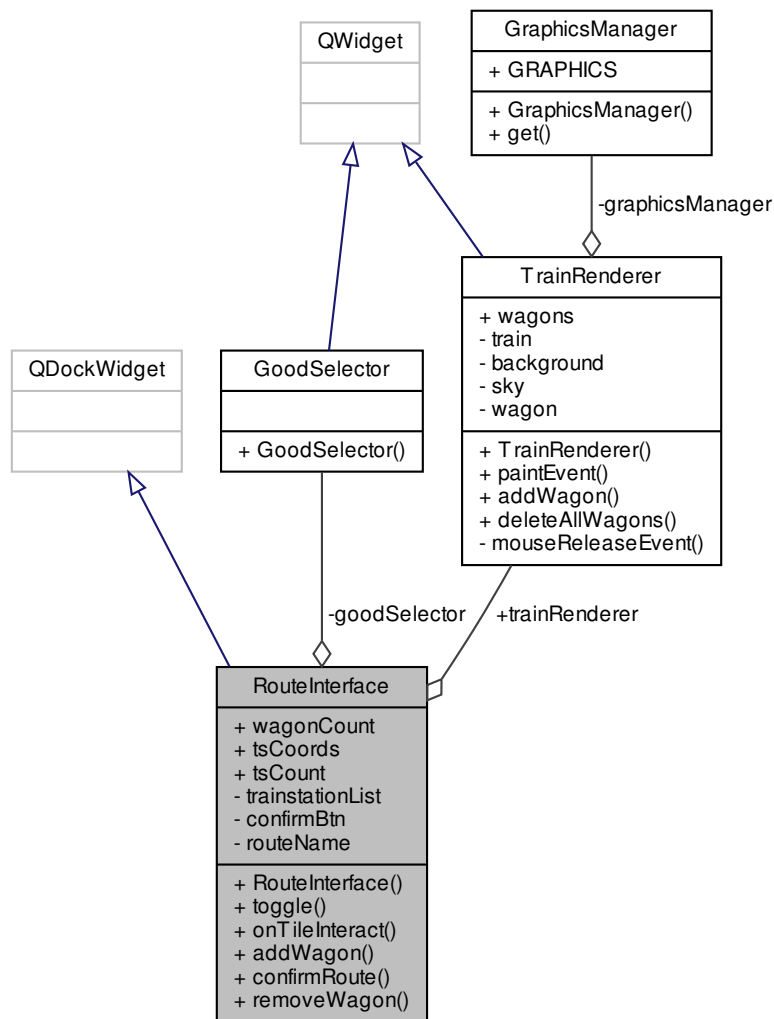 GraphicsManager
+ GRAPHICS
+ GraphicsManager()
+ get()
QWidget
-graphicsManager
TrainRenderer
+ wagons
- train
- background
- sky
- wagon
+ TrainRenderer()
+ paintEvent()
+ addWagon()
+ deleteAllWagons()
- mouseReleaseEvent()
GoodSelector
+ GoodSelector()
QDockWidget
-goodSelector
+trainRenderer
RouteInterface
+ wagonCount
+ tsCoords
+ tsCount
- trainstationList
- confirmBtn
- routeName
+ RouteInterface()
+ toggle()
+ onTileInteract()
+ addWagon()
+ confirmRoute()
+ removeWagon()